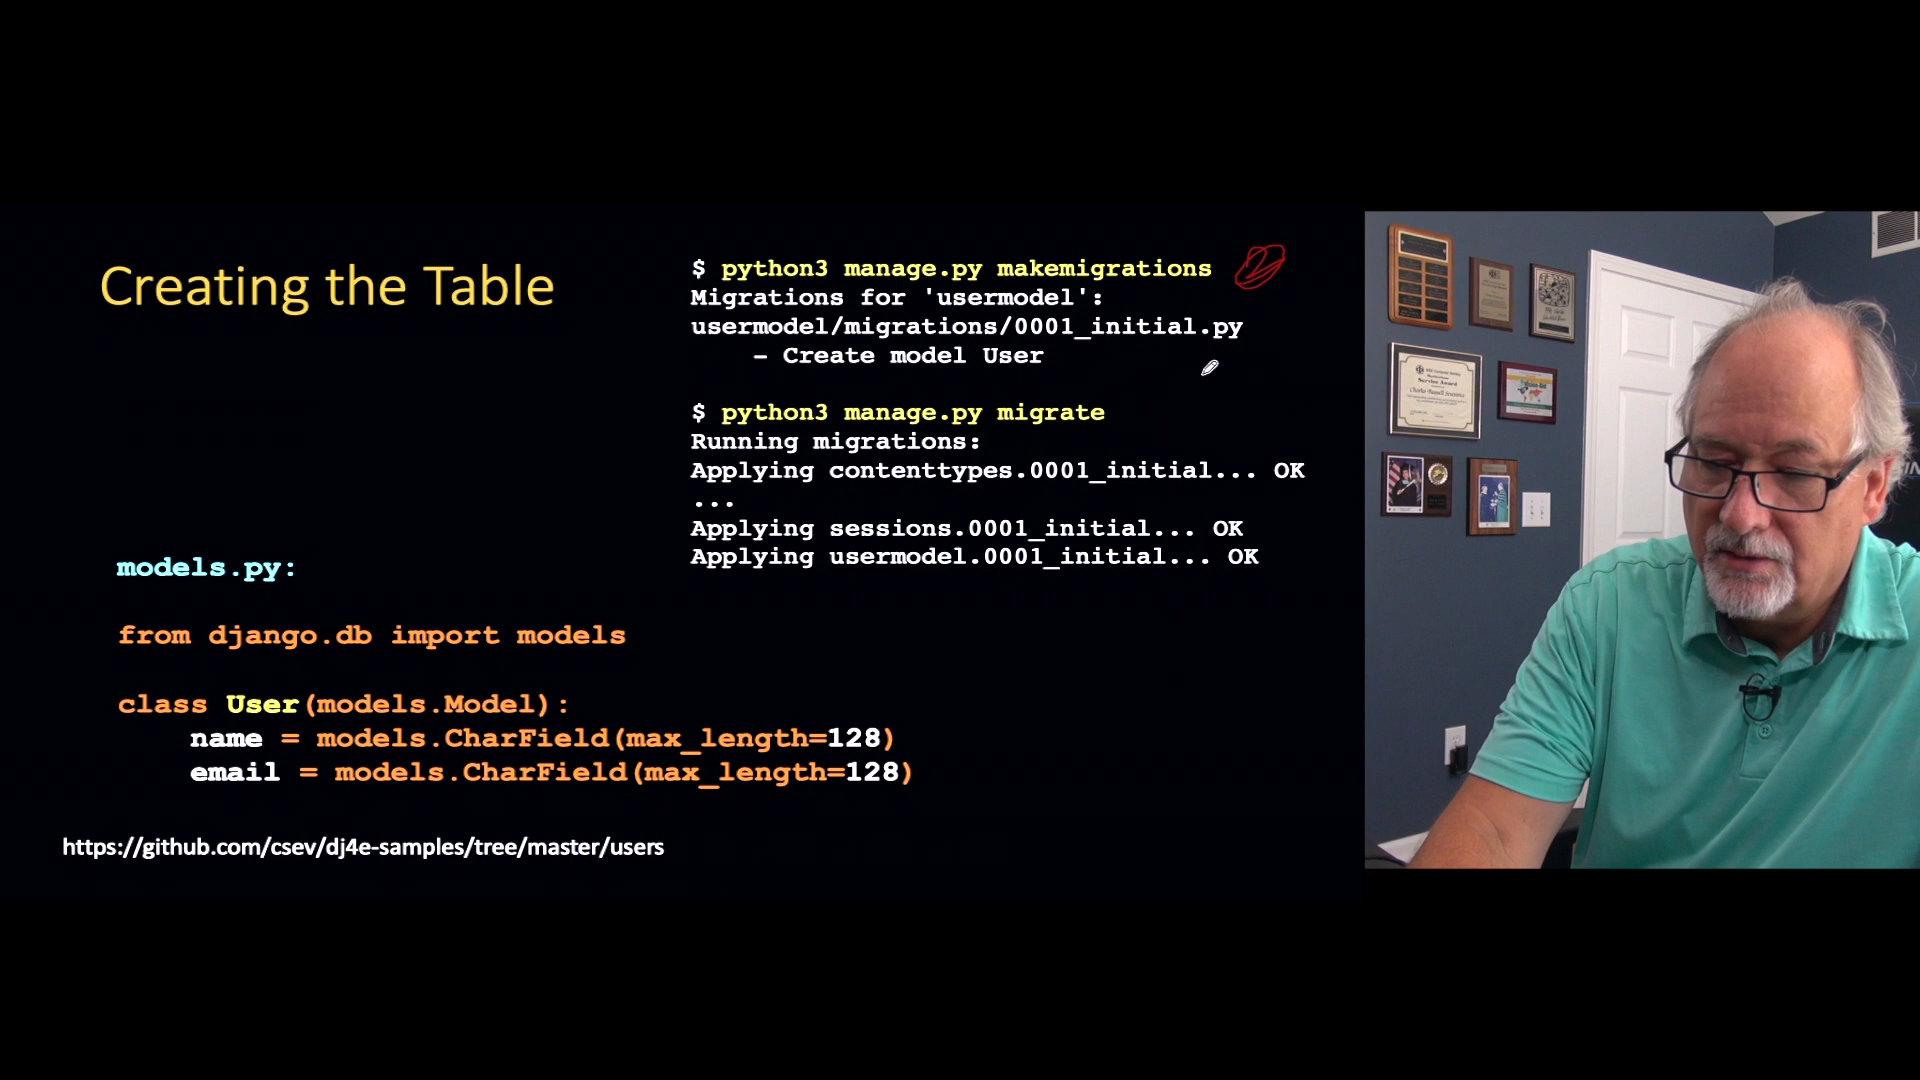 Creating the Table
$ python3 manage.py makemigrations
Migrations for 'usermodel':
usermodel/migrations/0001_initial.py
    – Create model User
$ python3 manage.py migrate
Running migrations:
Applying contenttypes.0001_initial... OK
...
Applying sessions.0001_initial... OK
Applying usermodel.0001_initial... OK
models.py:
from django.db import models
class User(models.Model):
    name = models.CharField(max_length=128)
    email = models.CharField(max_length=128)
https://github.com/csev/dj4e-samples/tree/master/users
Service Award